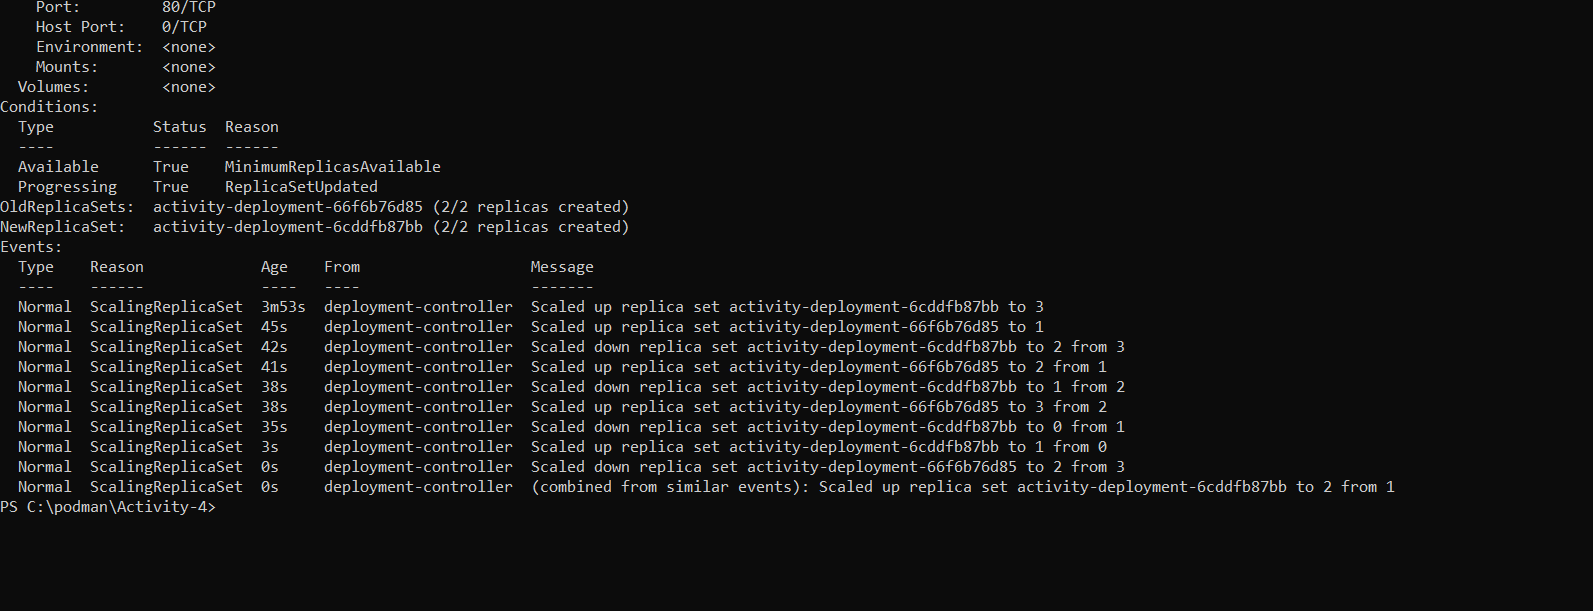 Port:         80/TCP
    Host Port:    0/TCP
    Environment:  <none>
    Mounts:       <none>
  Volumes:        <none>
Conditions:
  Type           Status  Reason
  ----           ------  ------
  Available      True    MinimumReplicasAvailable
  Progressing    True    ReplicaSetUpdated
OldReplicaSets:  activity-deployment-66f6b76d85 (2/2 replicas created)
NewReplicaSet:   activity-deployment-6cddfb87bb (2/2 replicas created)
Events:
  Type    Reason             Age    From                   Message
  ----    ------             ----   ----                   -------
  Normal  ScalingReplicaSet  3m53s  deployment-controller  Scaled up replica set activity-deployment-6cddfb87bb to 3
  Normal  ScalingReplicaSet  45s    deployment-controller  Scaled up replica set activity-deployment-66f6b76d85 to 1
  Normal  ScalingReplicaSet  42s    deployment-controller  Scaled down replica set activity-deployment-6cddfb87bb to 2 from 3
  Normal  ScalingReplicaSet  41s    deployment-controller  Scaled up replica set activity-deployment-66f6b76d85 to 2 from 1
  Normal  ScalingReplicaSet  38s    deployment-controller  Scaled down replica set activity-deployment-6cddfb87bb to 1 from 2
  Normal  ScalingReplicaSet  38s    deployment-controller  Scaled up replica set activity-deployment-66f6b76d85 to 3 from 2
  Normal  ScalingReplicaSet  35s    deployment-controller  Scaled down replica set activity-deployment-6cddfb87bb to 0 from 1
  Normal  ScalingReplicaSet  3s     deployment-controller  Scaled up replica set activity-deployment-6cddfb87bb to 1 from 0
  Normal  ScalingReplicaSet  0s     deployment-controller  Scaled down replica set activity-deployment-66f6b76d85 to 2 from 3
  Normal  ScalingReplicaSet  0s     deployment-controller  (combined from similar events): Scaled up replica set activity-deployment-6cddfb87bb to 2 from 1
PS C:\podman\Activity-4>